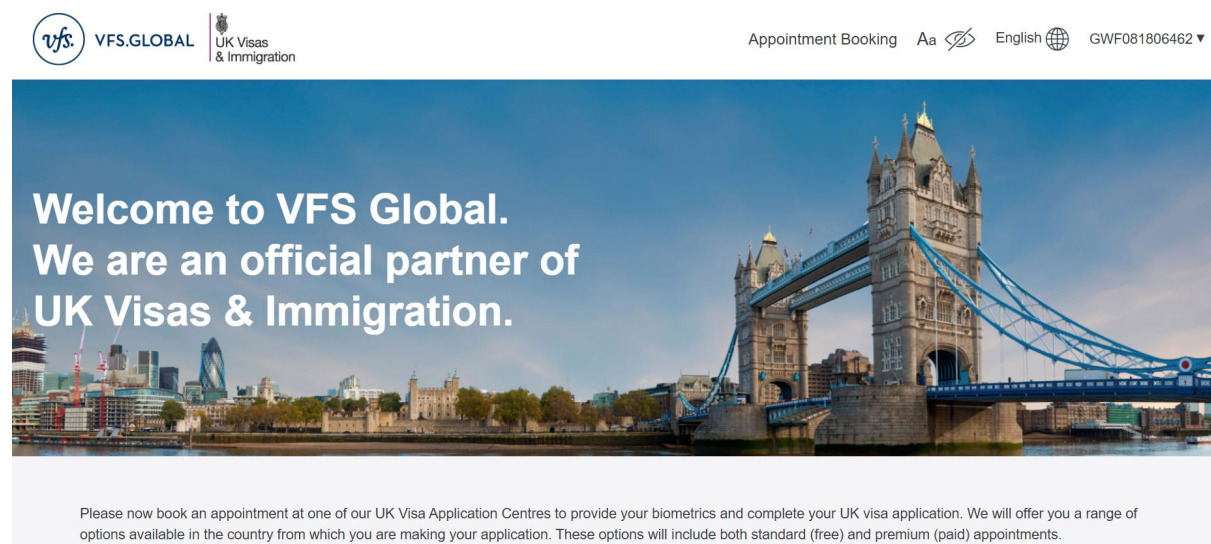 vfs. VFS.GLOBAL UK Visas
& Immigration
Appointment Booking Aa English GWF081806462 ▼
Welcome to VFS Global.
We are an official partner of
UK Visas & Immigration.
Please now book an appointment at one of our UK Visa Application Centres to provide your biometrics and complete your UK visa application. We will offer you a range of
options available in the country from which you are making your application. These options will include both standard (free) and premium (paid) appointments.